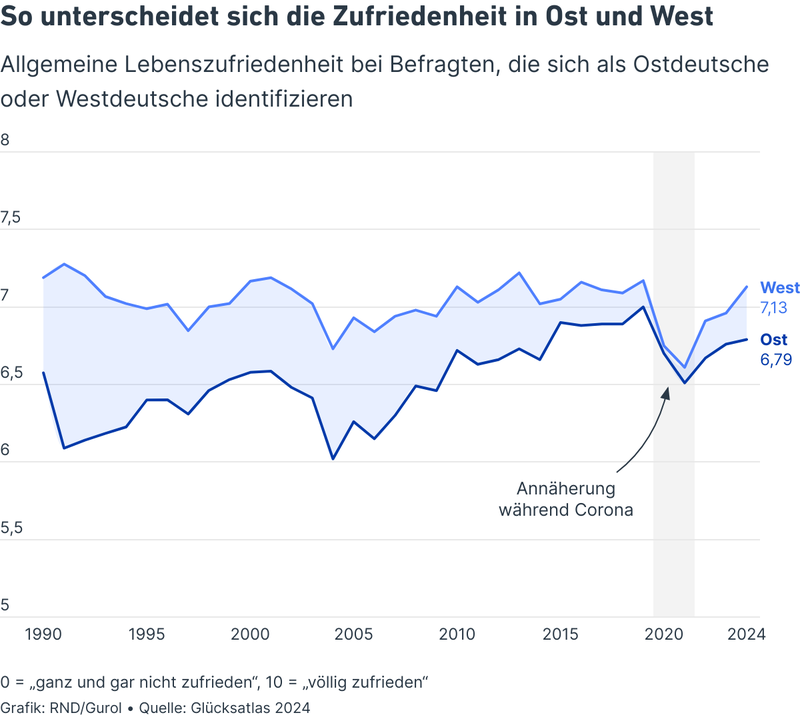 So unterscheidet sich die Zufriedenheit in Ost und West
Allgemeine Lebenszufriedenheit bei Befragten, die sich als Ostdeutsche
oder Westdeutsche identifizieren
8
7,5
7
6,5
6
5,5
5
West
7,13
Ost
6,79
Annäherung
während Corona
1990 1995 2000 2005 2010 2015 2020 2024
0 = „ganz und gar nicht zufrieden“, 10 = „völlig zufrieden“
Grafik: RND/Gurol • Quelle: Glücksatlas 2024